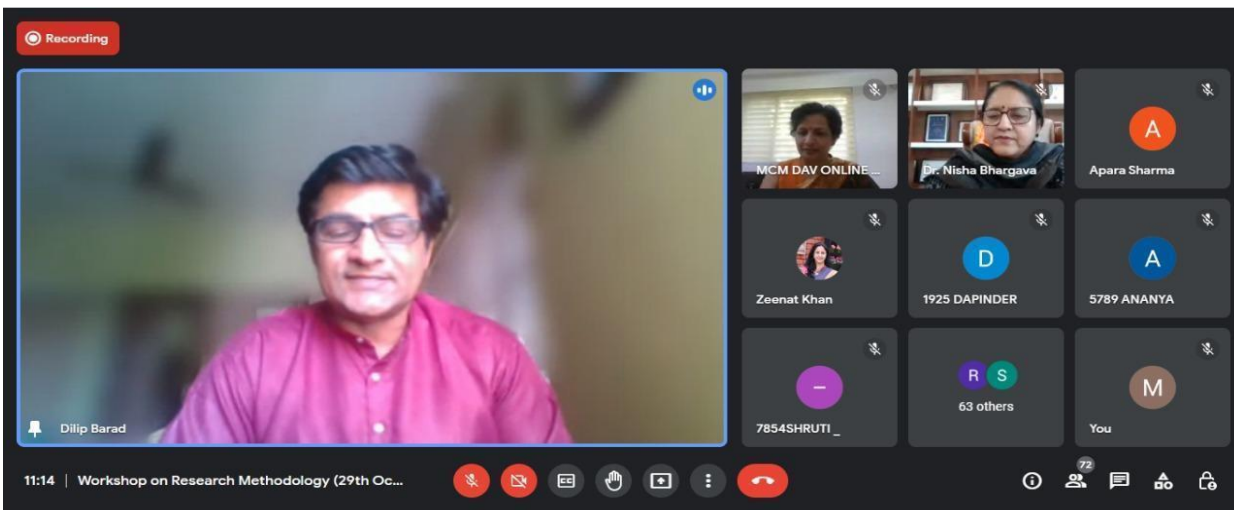 Recording
MCM DAV ONLINE ...
Dr. Nisha Bhargava
A
Apara Sharma
Zeenat Khan
D
1925 DAPINDER
A
5789 ANANYA
Dilip Barad
–
7854SHRUTI _
R S
63 others
M
You
11:14 | Workshop on Research Methodology (29th Oc...
CC
72